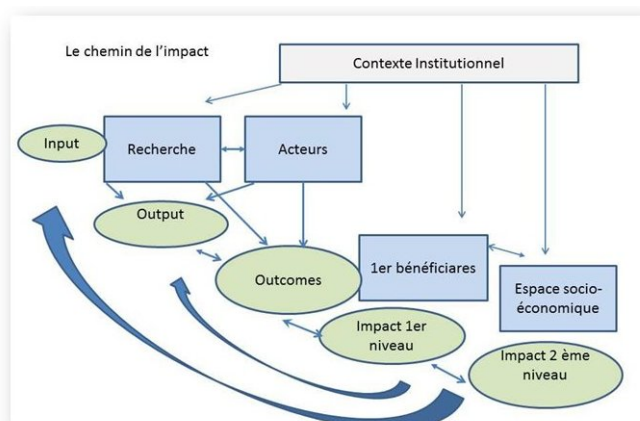 Le chemin de l'impact
Contexte Institutionnel
Input
Recherche
Acteurs
Output
Outcomes
1er bénéficiares
Espace socio-
économique
Impact 1er
niveau
Impact 2 ème
niveau